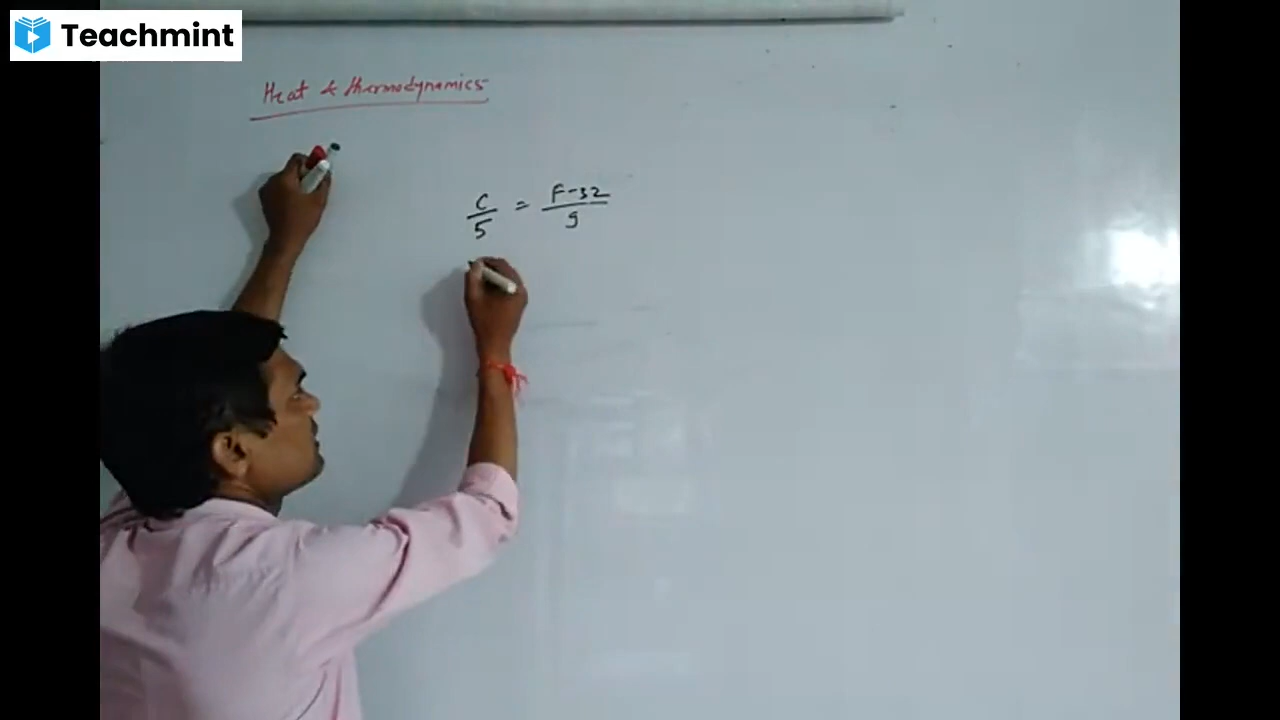 Teachmint
Heat & thermodynamics
C/5 = F-32/9